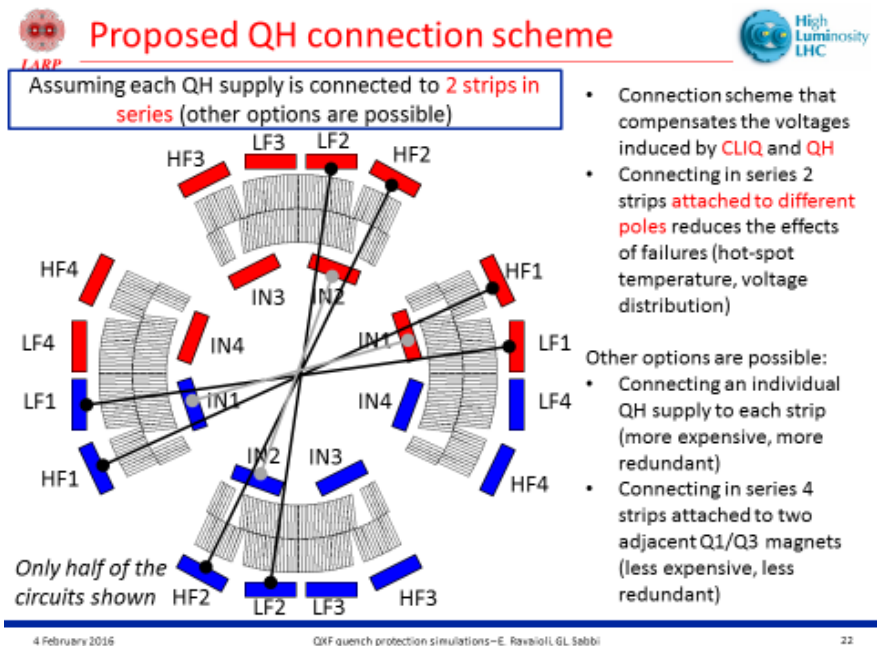 Proposed QH connection scheme
LARP
High
Luminosity
LHC
Assuming each QH supply is connected to 2 strips in
series (other options are possible)
HF3
LF3
LF2
HF2
HF4
IN3
IN2
HF1
LF4
IN4
IN1
LF1
LF1
IN1
IN4
LF4
HF1
IN2
IN3
HF4
Only half of the
circuits shown
HF2
LF2
LF3
HF3
• Connection scheme that
compensates the voltages
induced by CLIQ and QH
• Connecting in series 2
strips attached to different
poles reduces the effects
of failures (hot-spot
temperature, voltage
distribution)
Other options are possible:
• Connecting an individual
QH supply to each strip
(more expensive, more
redundant)
• Connecting in series 4
strips attached to two
adjacent Q1/Q3 magnets
(less expensive, less
redundant)
4 February 2016
QXF quench protection simulations – E. Ravaioli, GL Sabbi
22